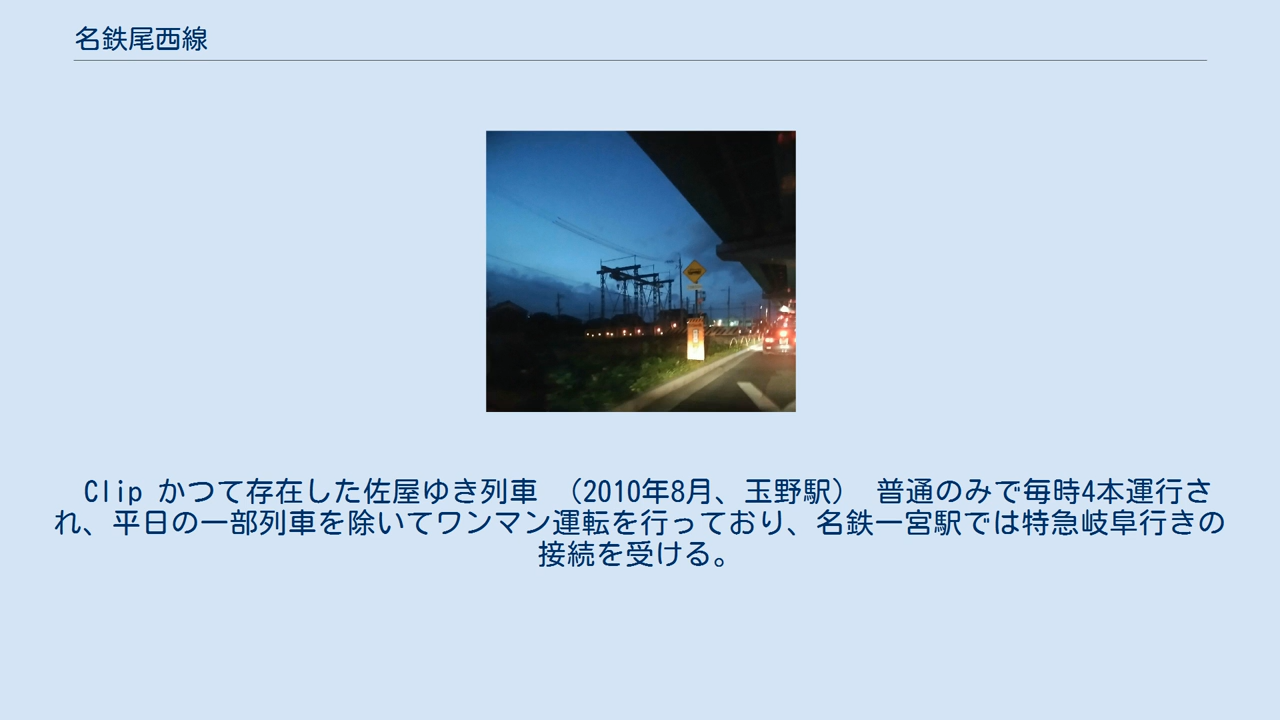 名鉄尾西線
Clip かつて存在した佐屋ゆき列車 （2010年8月、玉野駅） 普通のみで毎時4本運行さ
れ、平日の一部列車を除いてワンマン運転を行っており、名鉄一宮駅では特急岐阜行きの
接続を受ける。